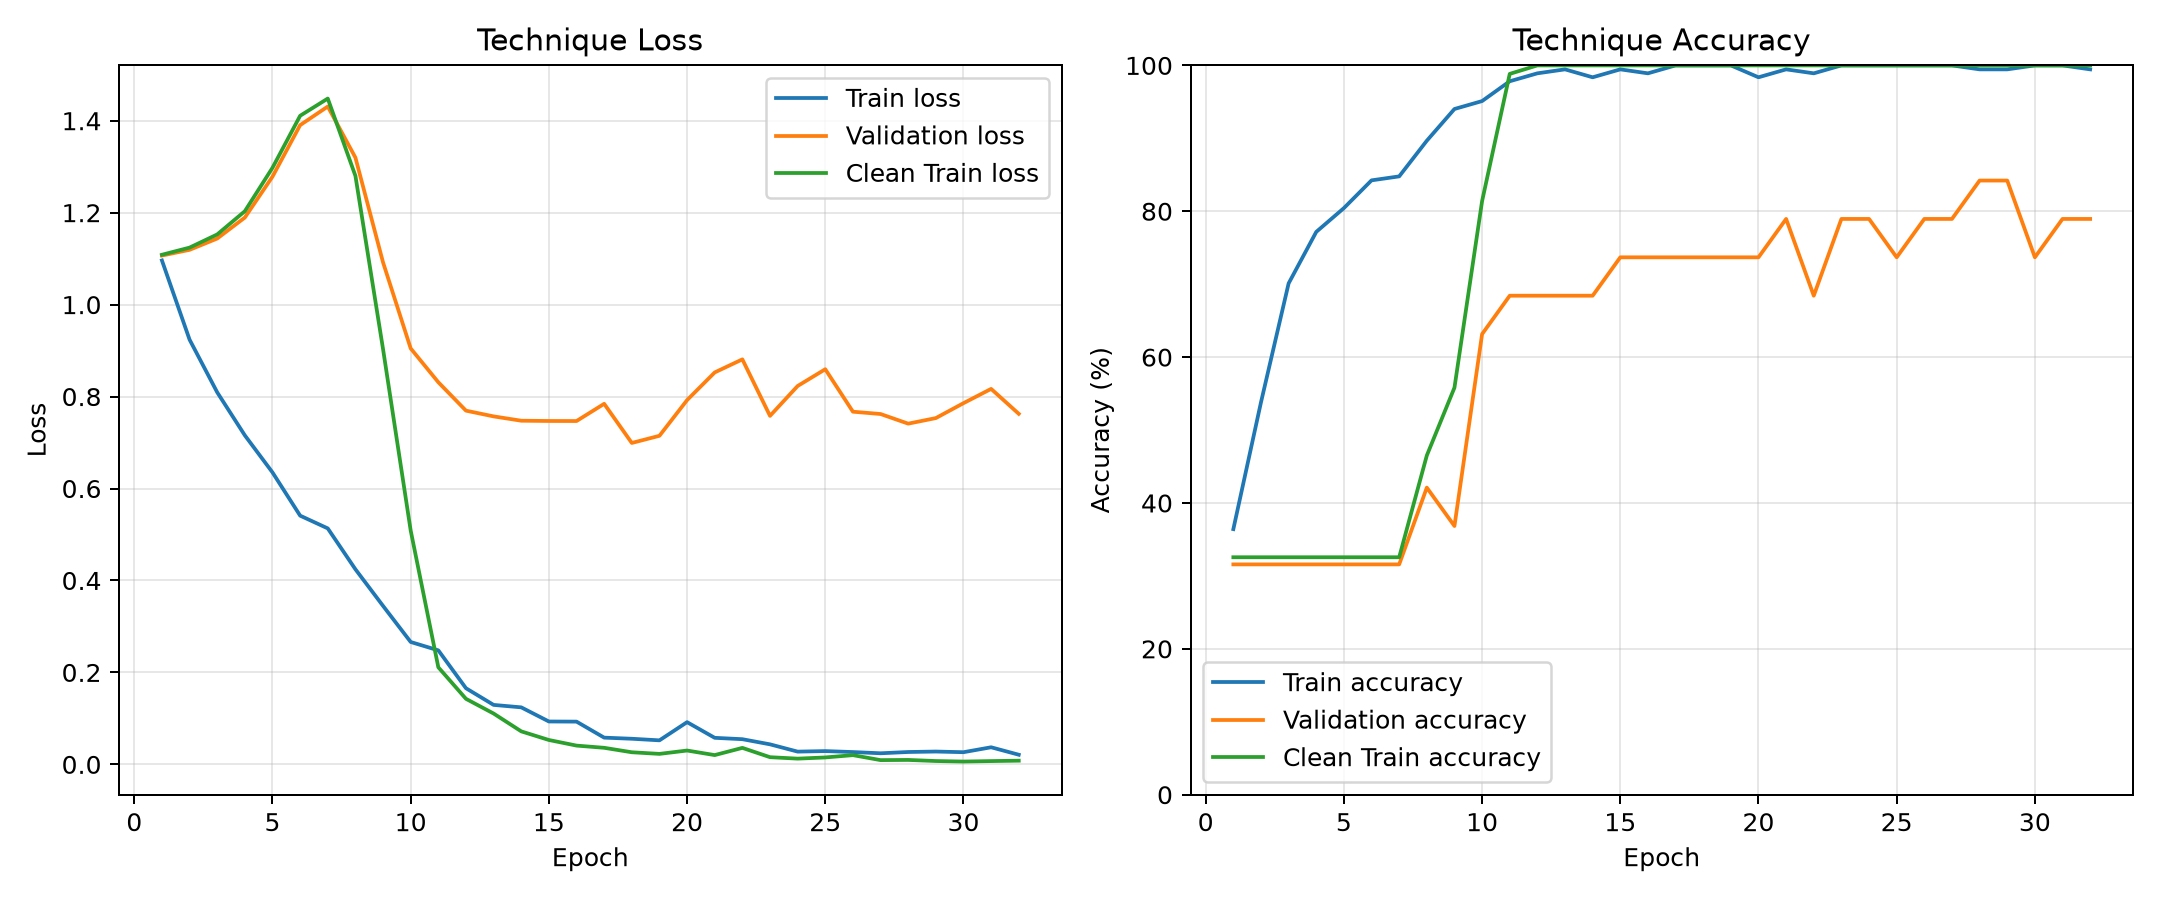 Technique Loss
Train loss
Validation loss
Clean Train loss
1.4
1.2
1.0
0.8
0.6
0.4
0.2
0.0
Loss
0 5 10 15 20 25 30
Epoch
Technique Accuracy
100
80
60
40
20
0
Accuracy (%)
Train accuracy
Validation accuracy
Clean Train accuracy
0 5 10 15 20 25 30
Epoch